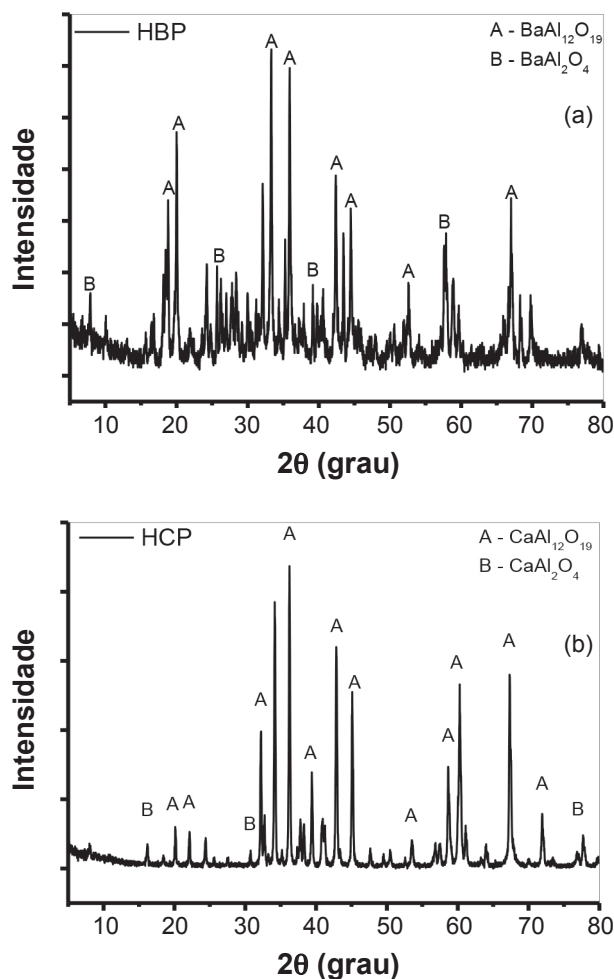 HBP
A - BaAl₁₂O₁₉
B - BaAl₂O₄
(a)
A
A
A
A
B
A
A
B
B
B
A
A
Intensidade
10 20 30 40 50 60 70 80
2θ (grau)
HCP
A - CaAl₁₂O₁₉
B - CaAl₂O₄
(b)
A
A
A
A
A
A
A
A
A
A
B
A
A
B
A
B
Intensidade
10 20 30 40 50 60 70 80
2θ (grau)